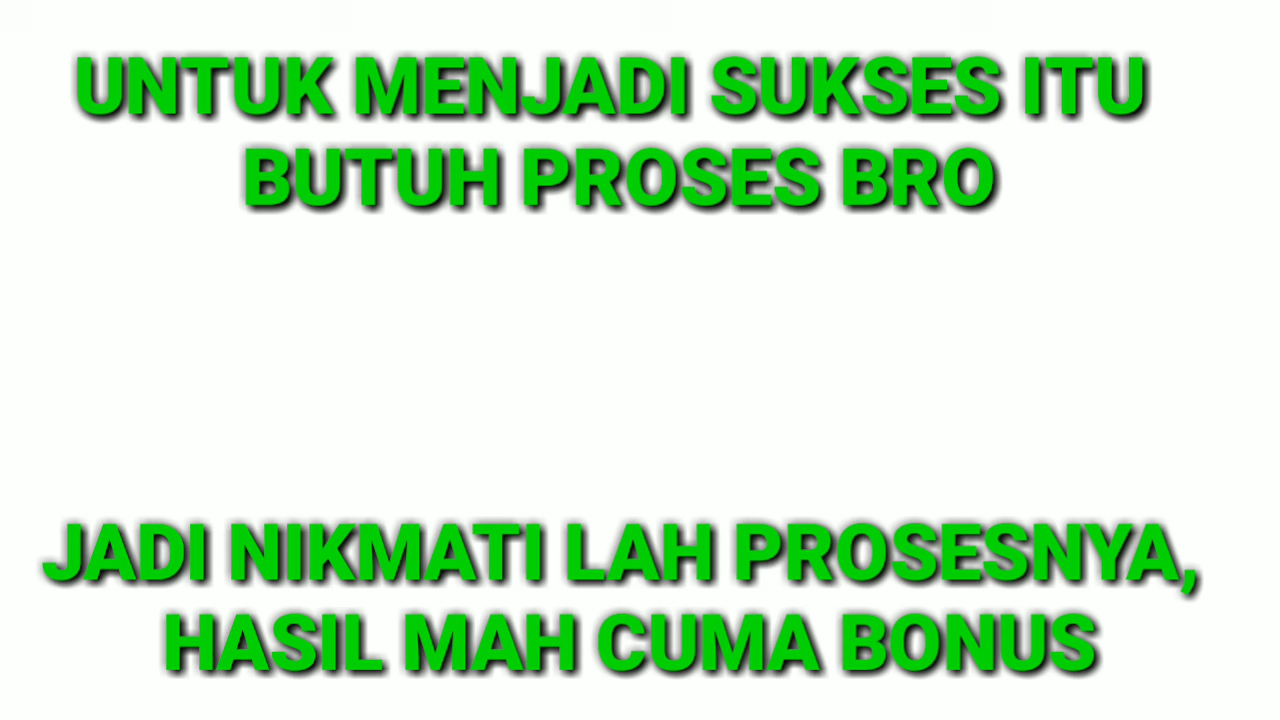 UNTUK MENJADI SUKSES ITU
BUTUH PROSES BRO
JADI NIKMATI LAH PROSESNYA,
HASIL MAH CUMA BONUS